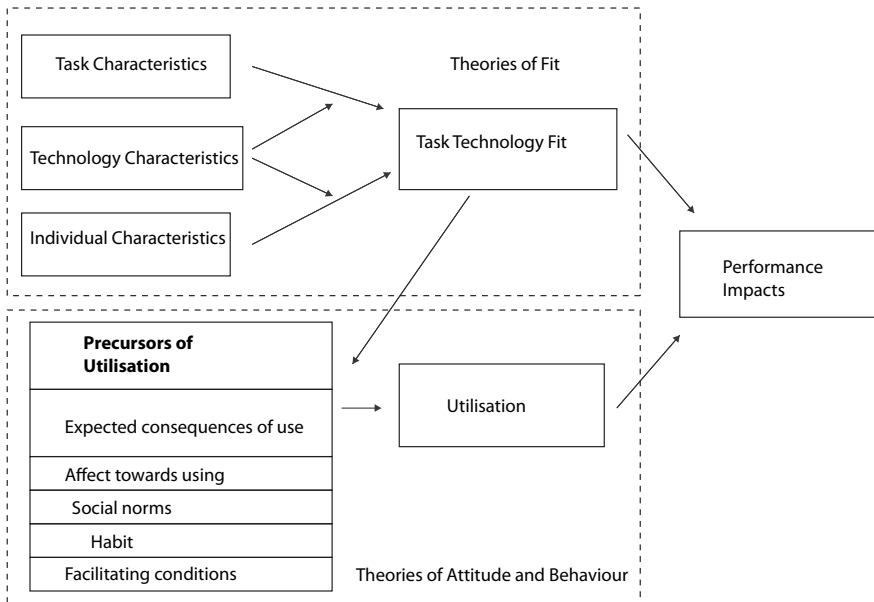 Task Characteristics
Theories of Fit
Technology Characteristics
Task Technology Fit
Individual Characteristics
Performance
Impacts
Precursors of
Utilisation
Expected consequences of use
Utilisation
Affect towards using
Social norms
Habit
Facilitating conditions
Theories of Attitude and Behaviour